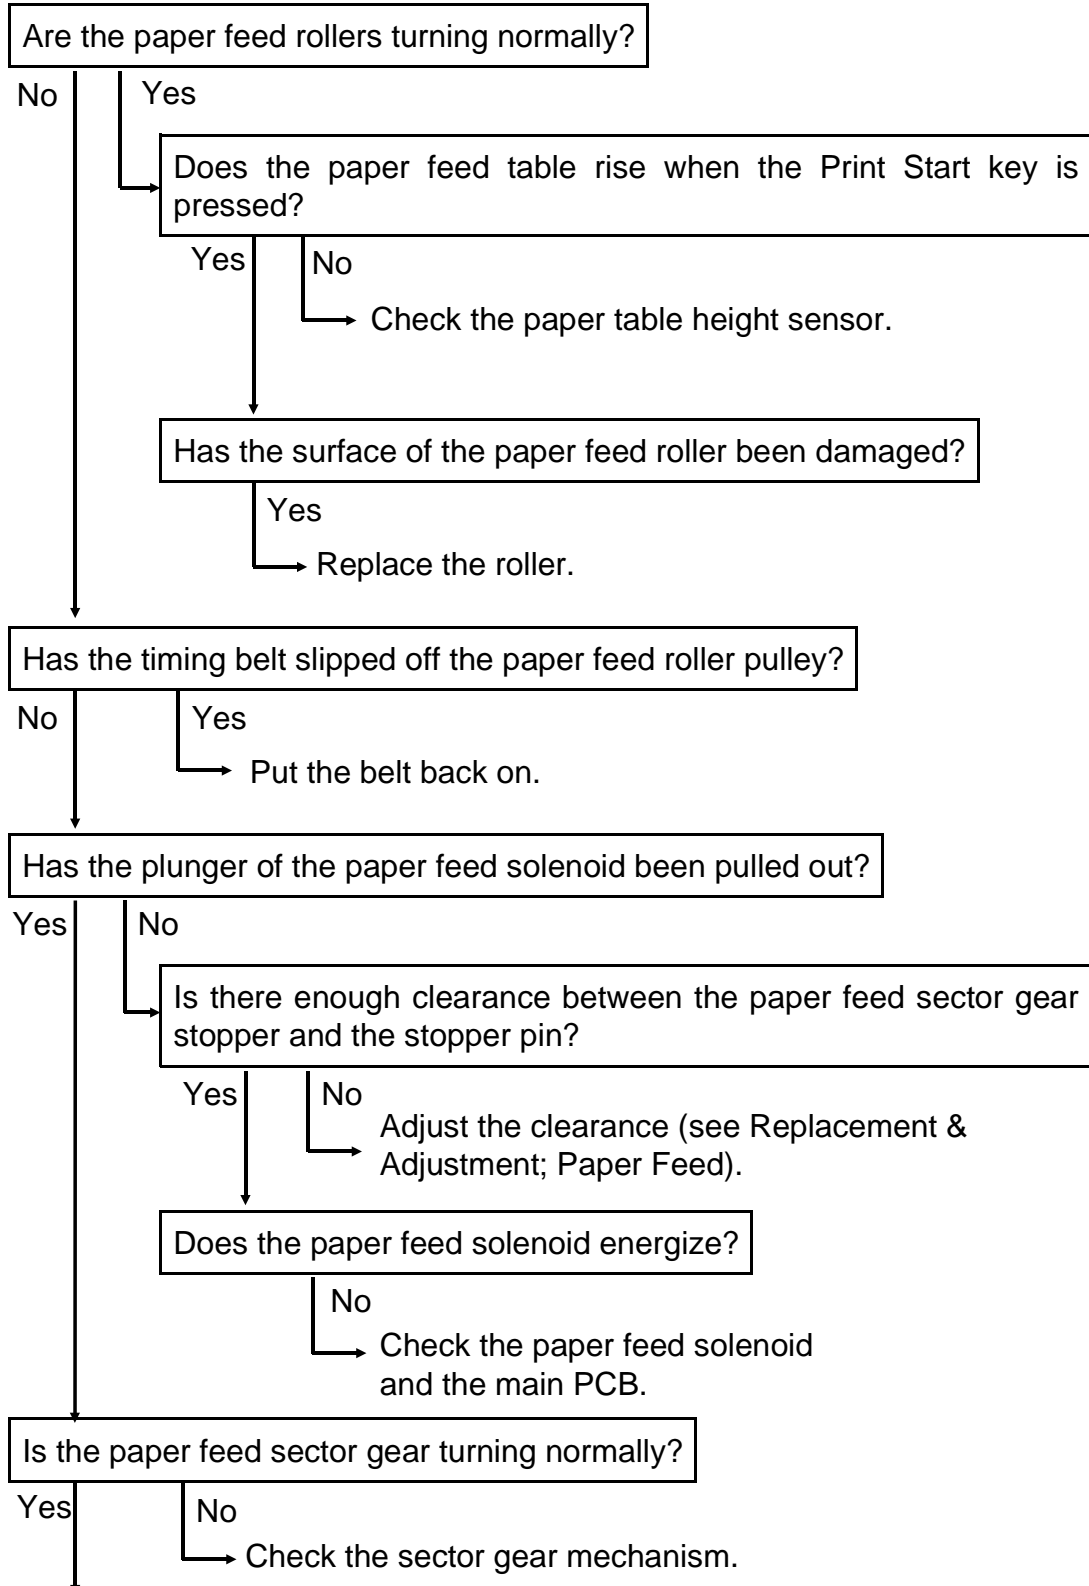 Are the paper feed rollers turning normally?
No
Yes
Does the paper feed table rise when the Print Start key is
pressed?
Yes
No
Check the paper table height sensor.
Has the surface of the paper feed roller been damaged?
Yes
Replace the roller.
Has the timing belt slipped off the paper feed roller pulley?
No
Yes
Put the belt back on.
Has the plunger of the paper feed solenoid been pulled out?
Yes
No
Is there enough clearance between the paper feed sector gear
stopper and the stopper pin?
Yes
No
Adjust the clearance (see Replacement &
Adjustment; Paper Feed).
Does the paper feed solenoid energize?
No
Check the paper feed solenoid
and the main PCB.
Is the paper feed sector gear turning normally?
Yes
No
Check the sector gear mechanism.